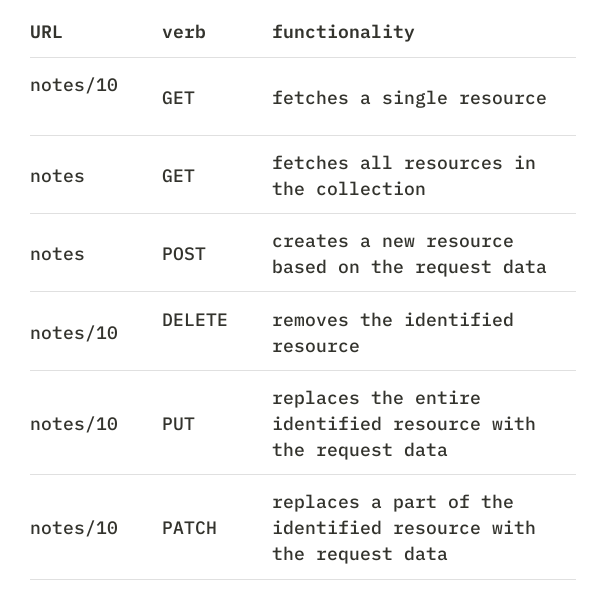 URL verb functionality
notes/10 GET fetches a single resource
notes GET fetches all resources in
the collection
notes POST creates a new resource
based on the request data
notes/10 DELETE removes the identified
resource
notes/10 PUT replaces the entire
identified resource with
the request data
notes/10 PATCH replaces a part of the
identified resource with
the request data